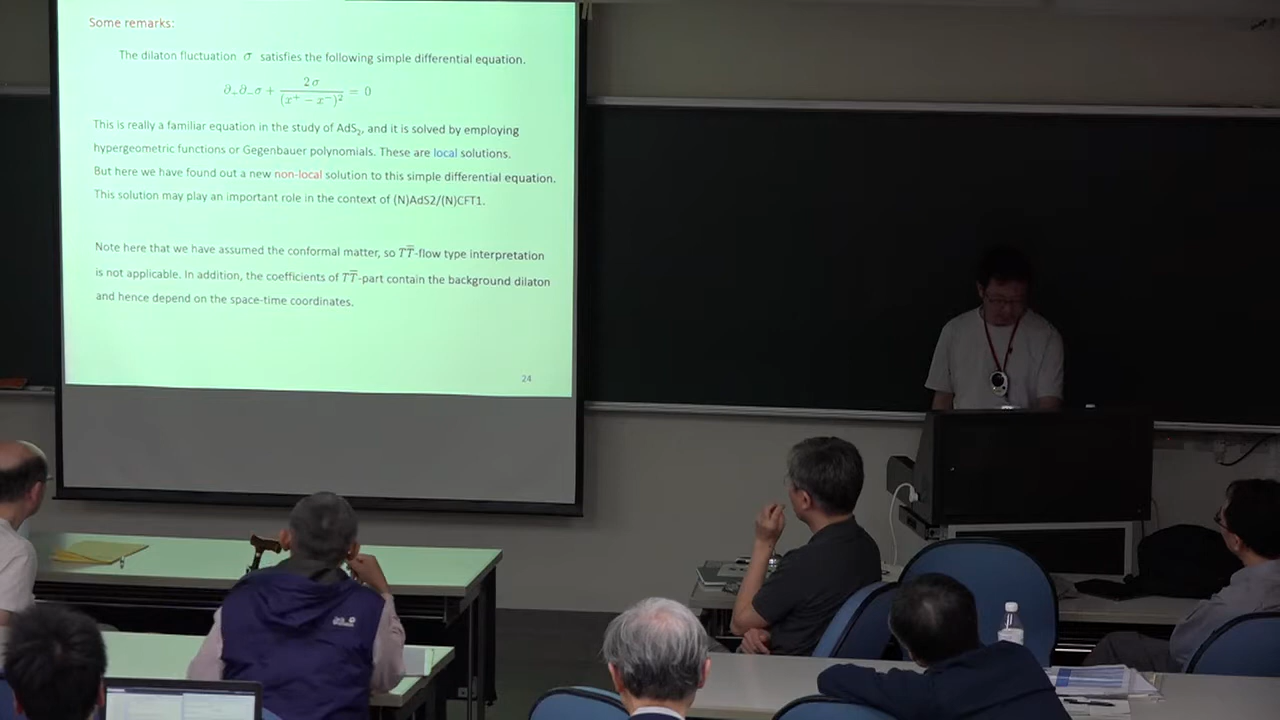 Some remarks:
The dilaton fluctuation σ satisfies the following simple differential equation.
∂₊∂₋σ + 2σ / (x⁺ − x⁻)² = 0
This is really a familiar equation in the study of AdS₂, and it is solved by employing
hypergeometric functions or Gegenbauer polynomials. These are local solutions.
But here we have found out a new non-local solution to this simple differential equation.
This solution may play an important role in the context of (N)AdS2/(N)CFT1.
Note here that we have assumed the conformal matter, so TT̅-flow type interpretation
is not applicable. In addition, the coefficients of TT̅-part contain the background dilaton
and hence depend on the space-time coordinates.
24